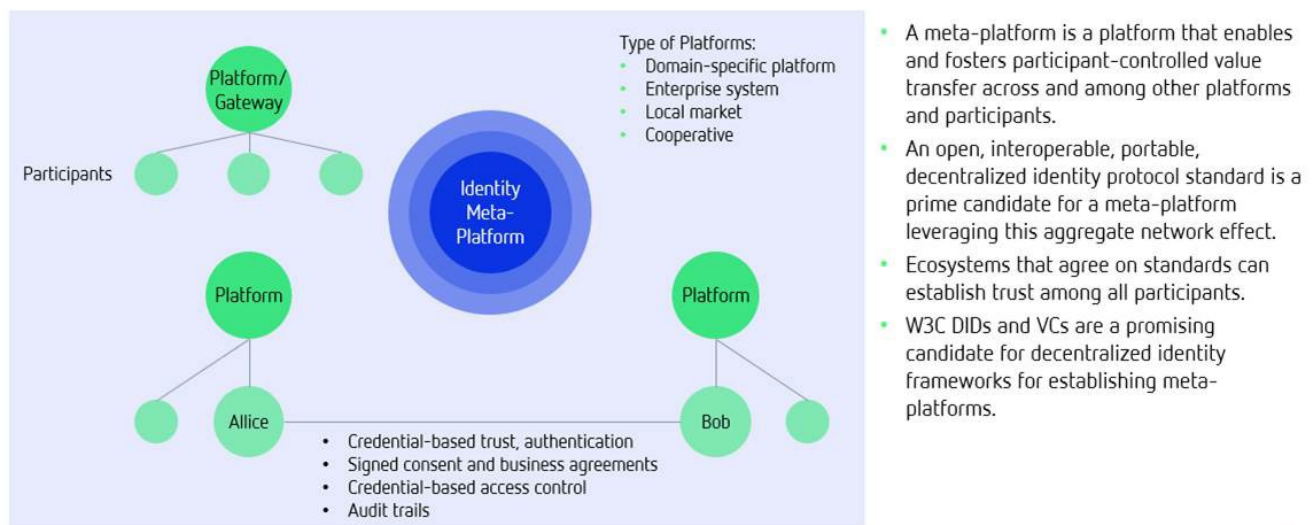 Platform/
Gateway
Participants
Type of Platforms:
• Domain-specific platform
• Enterprise system
• Local market
• Cooperative
Identity
Meta-
Platform
Platform
Platform
Allice
Bob
• Credential-based trust, authentication
• Signed consent and business agreements
• Credential-based access control
• Audit trails
• A meta-platform is a platform that enables
and fosters participant-controlled value
transfer across and among other platforms
and participants.
• An open, interoperable, portable,
decentralized identity protocol standard is a
prime candidate for a meta-platform
leveraging this aggregate network effect.
• Ecosystems that agree on standards can
establish trust among all participants.
• W3C DIDs and VCs are a promising
candidate for decentralized identity
frameworks for establishing meta-
platforms.